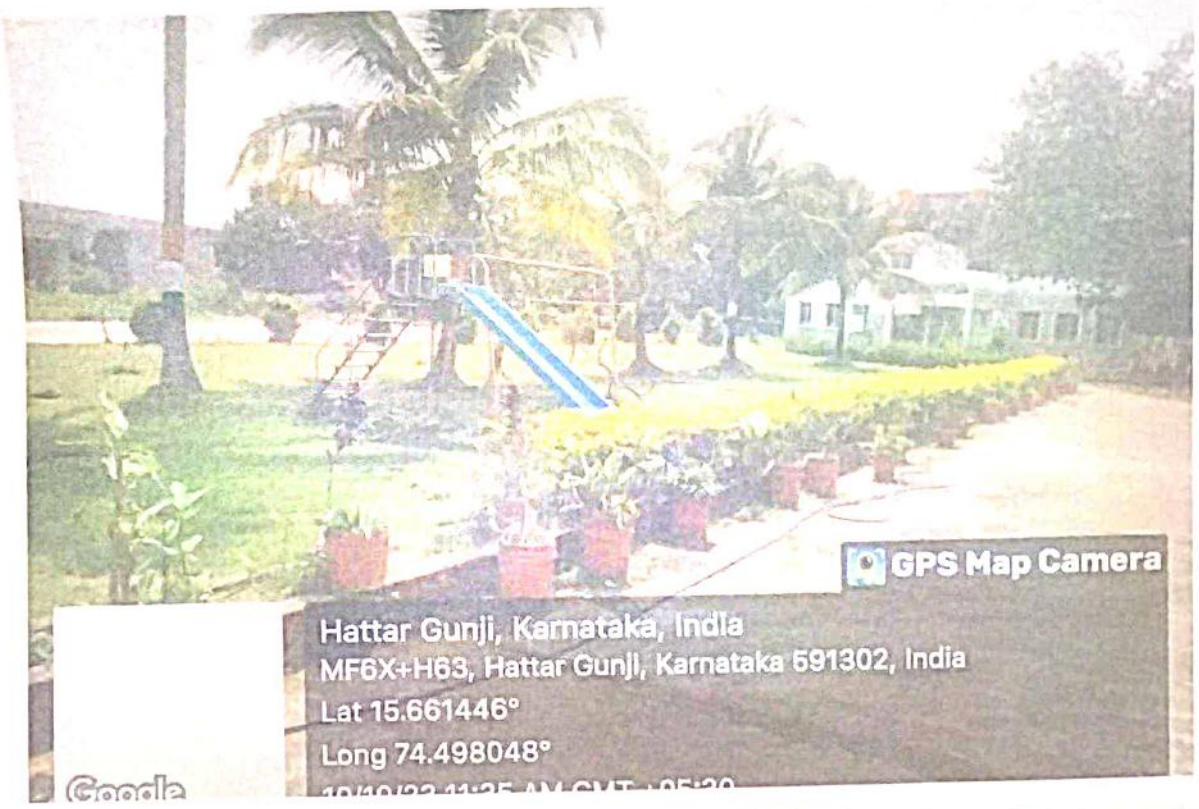 GPS Map Camera
Hattar Gunji, Karnataka, India
MF6X+H63, Hattar Gunji, Karnataka 591302, India
Lat 15.661446°
Long 74.498048°
Google